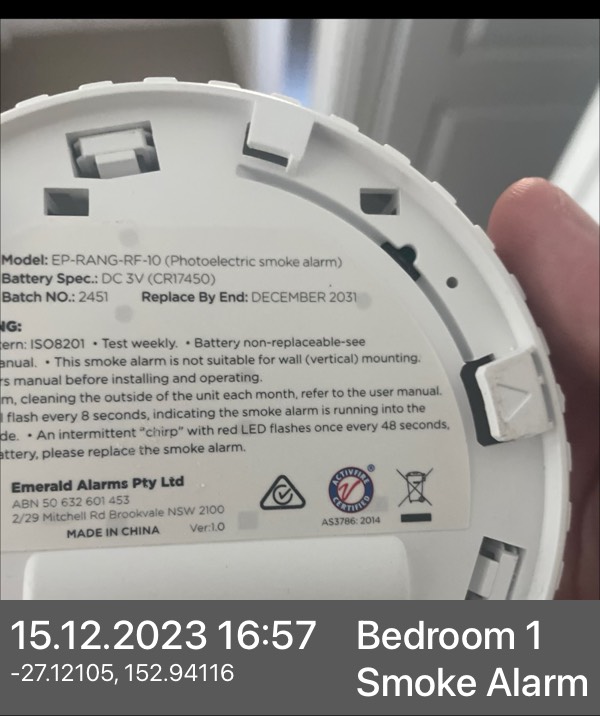 Model: EP-RANG-RF-10 (Photoelectric smoke alarm)
Battery Spec.: DC 3V (CR17450)
Batch NO.: 2451 Replace By End: DECEMBER 2031
NG:
ern: ISO8201 • Test weekly. • Battery non-replaceable-see
anual. • This smoke alarm is not suitable for wall (vertical) mounting.
rs manual before installing and operating.
m, cleaning the outside of the unit each month, refer to the user manual.
l flash every 8 seconds, indicating the smoke alarm is running into the
de. • An intermittent "chirp" with red LED flashes once every 48 seconds,
attery, please replace the smoke alarm.
Emerald Alarms Pty Ltd
ABN 50 632 601 453
2/29 Mitchell Rd Brookvale NSW 2100
MADE IN CHINA Ver:1.0
ACTIVFIRE ®
CERTIFIED
AS3786: 2014
15.12.2023 16:57
-27.12105, 152.94116
Bedroom 1
Smoke Alarm